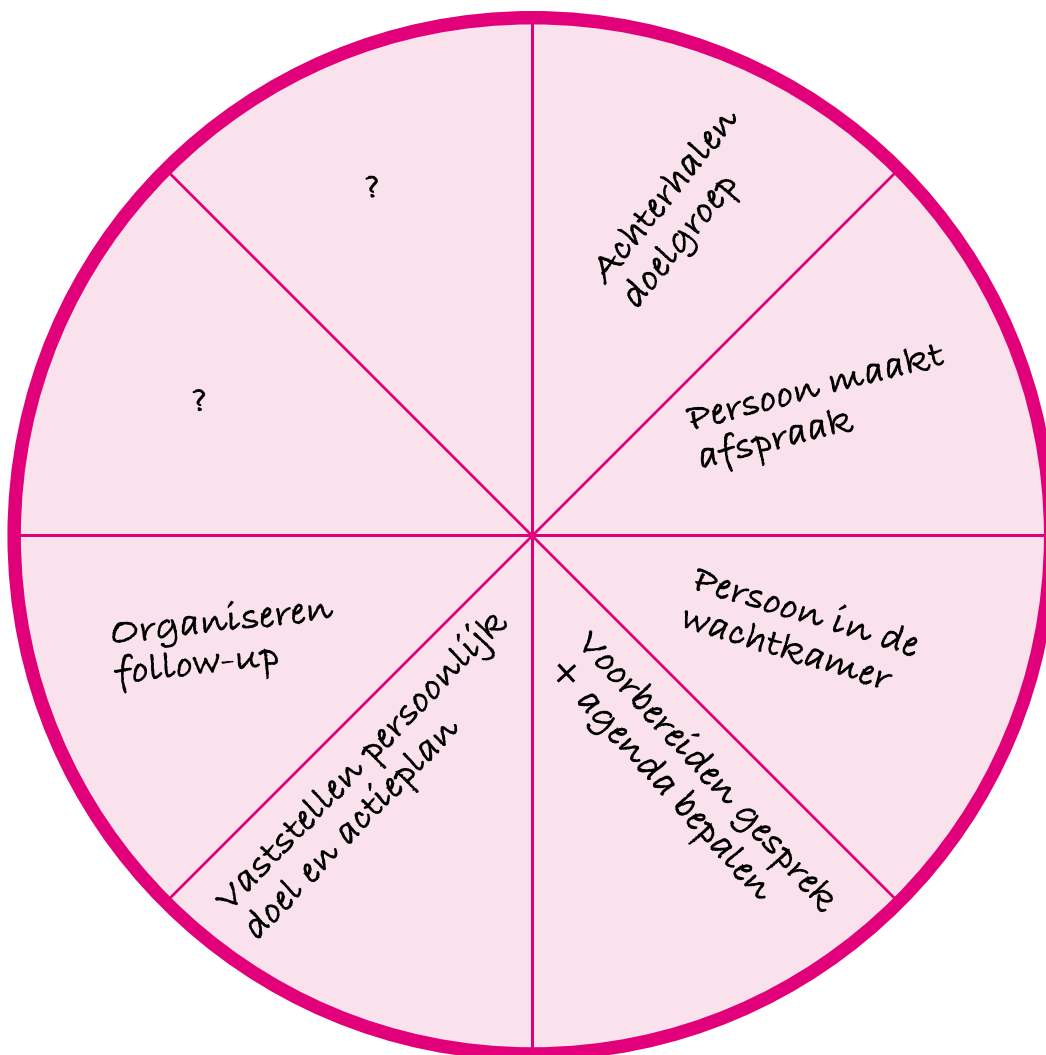 Achterhalen
doelgroep
Persoon maakt
afspraak
Persoon in de
wachtkamer
Voorbereiden gesprek
+ agenda bepalen
Vaststellen persoonlijk
doel en actieplan
Organiseren
follow-up
?
?